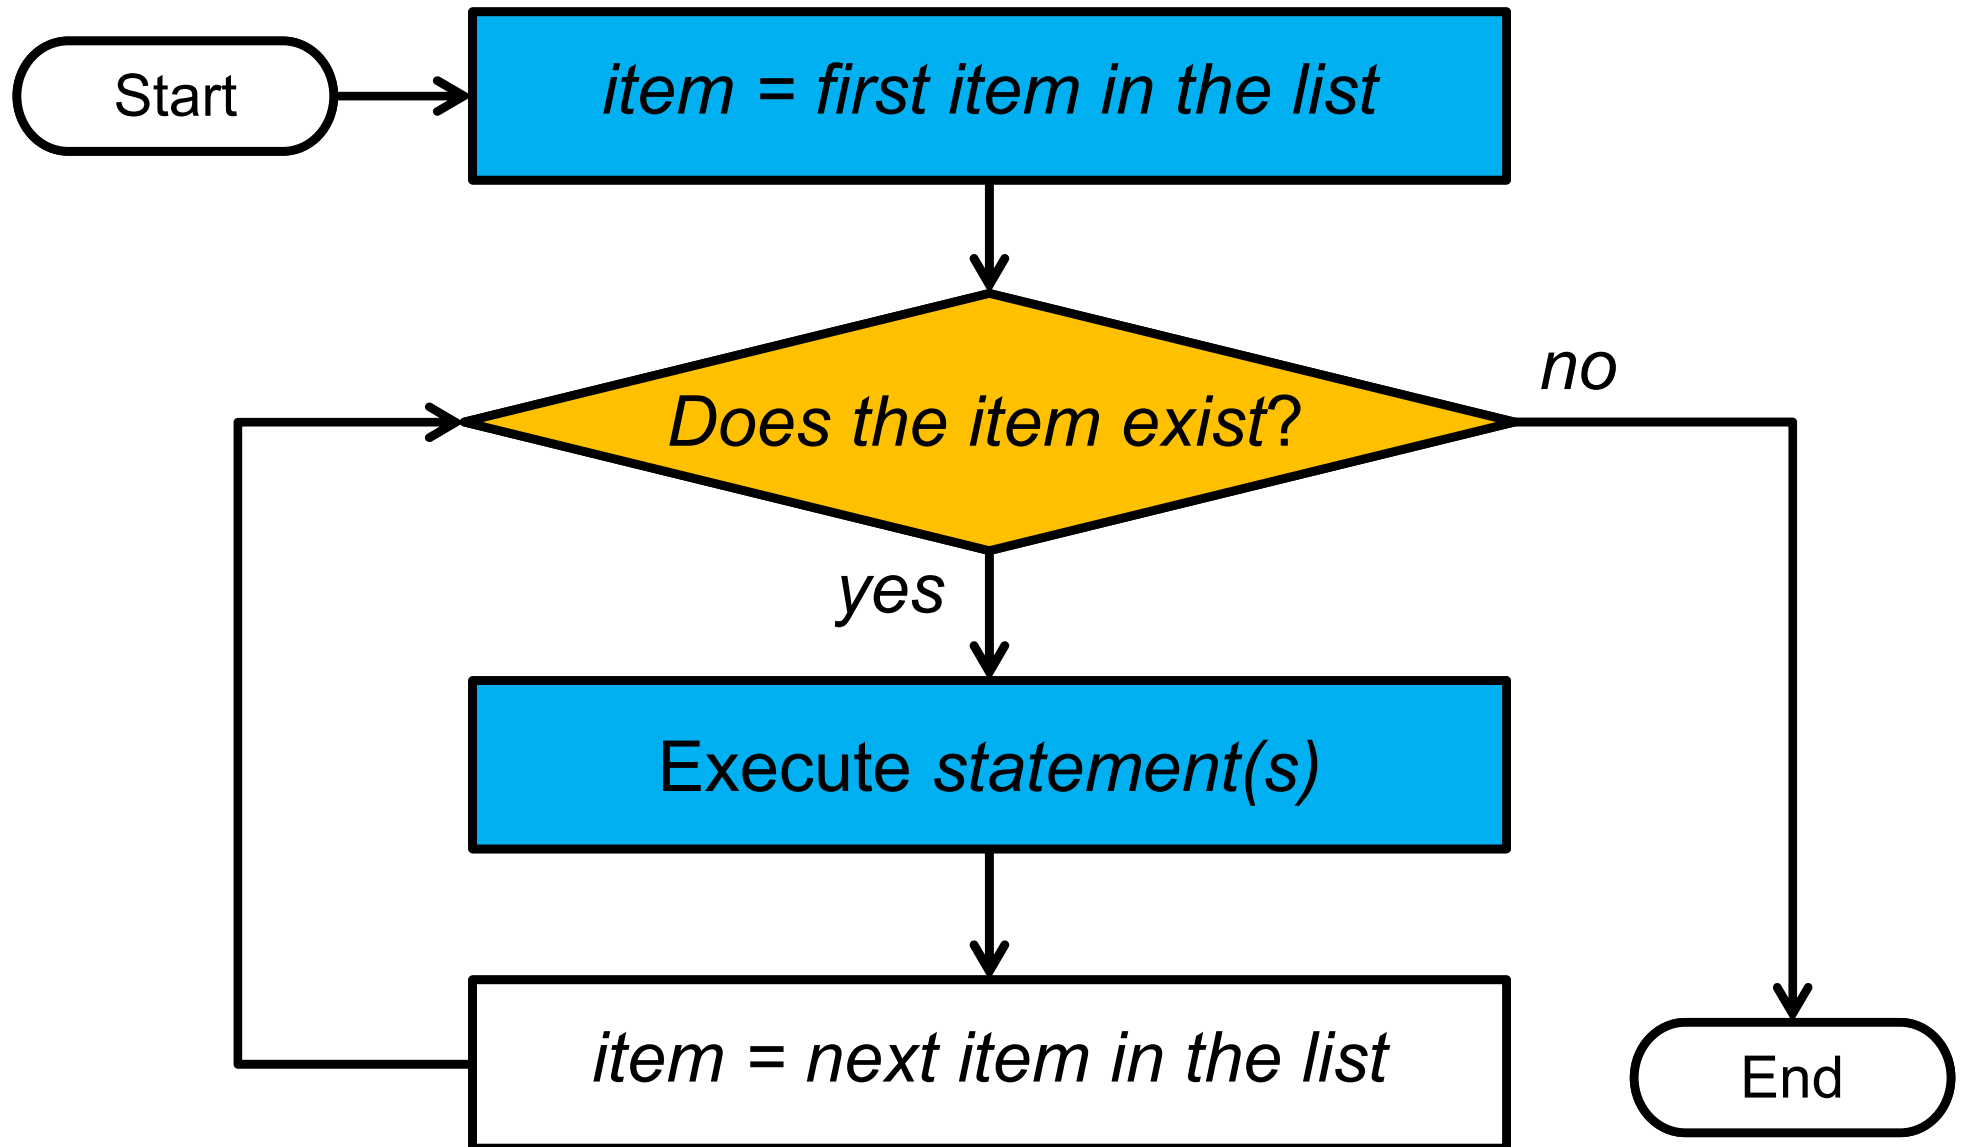 Start
item = first item in the list
Does the item exist?
no
yes
Execute statement(s)
item = next item in the list
End